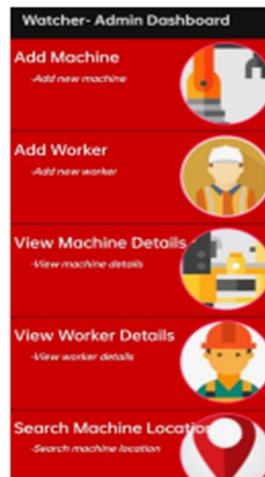 Watcher- Admin Dashboard
Add Machine
-Add new machine
Add Worker
-Add new worker
View Machine Details
-View machine details
View Worker Details
-View worker details
Search Machine Location
-Search machine location